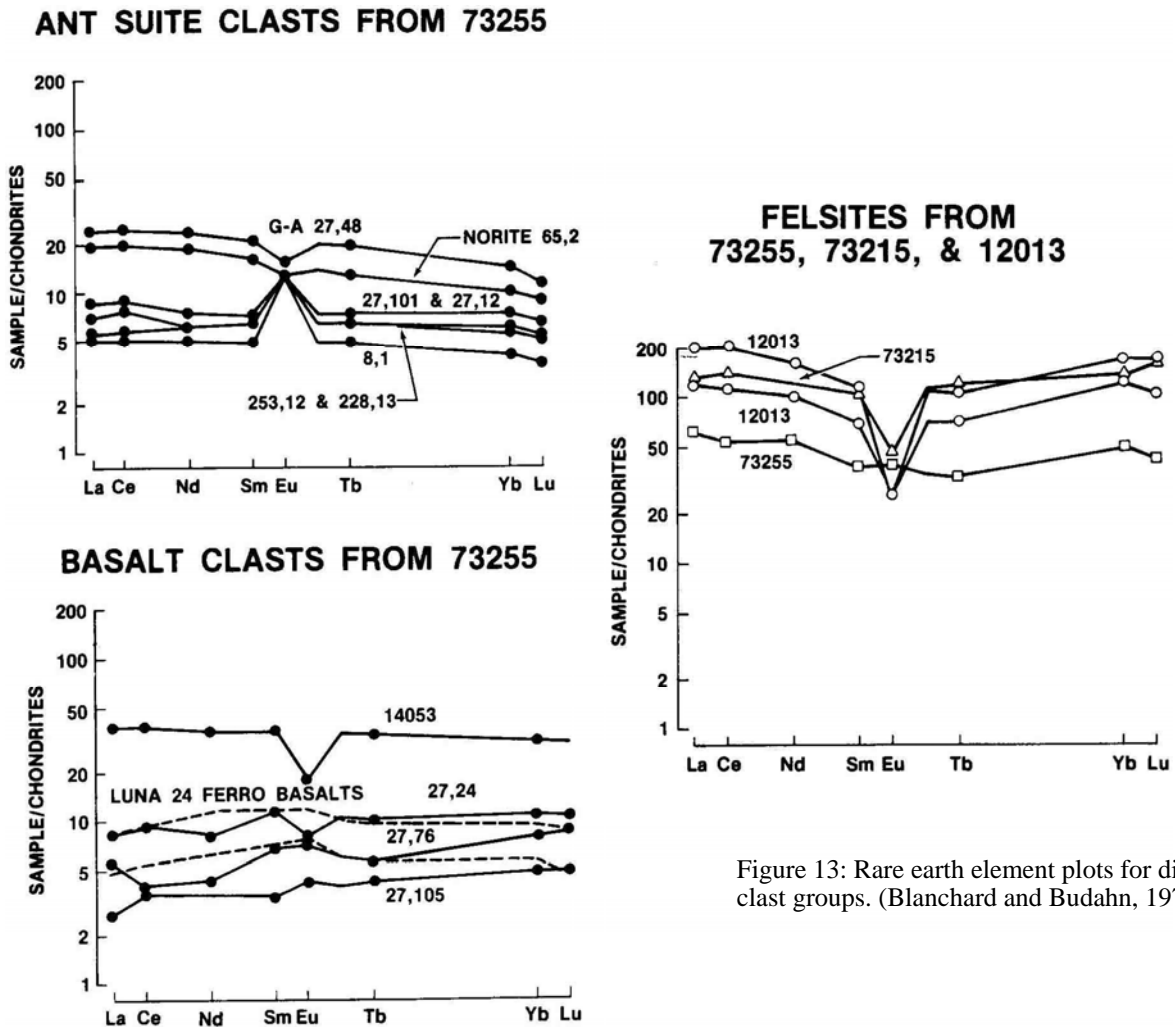 ANT SUITE CLASTS FROM 73255
SAMPLE/CHONDRITES
200
100
50
20
10
5
2
1
G-A 27,48
NORITE 65,2
27,101 & 27,12
8,1
253,12 & 228,13
La Ce Nd Sm Eu Tb Yb Lu
BASALT CLASTS FROM 73255
SAMPLE/CHONDRITES
200
100
50
20
10
5
2
1
14053
LUNA 24 FERRO BASALTS
27,24
27,76
27,105
La Ce Nd Sm Eu Tb Yb Lu
FELSITES FROM
73255, 73215, & 12013
SAMPLE/CHONDRITES
200
100
50
20
10
5
2
1
12013
73215
12013
73255
La Ce Nd Sm Eu Tb Yb Lu
Figure 13: Rare earth element plots for
clast groups. (Blanchard and Budahn,